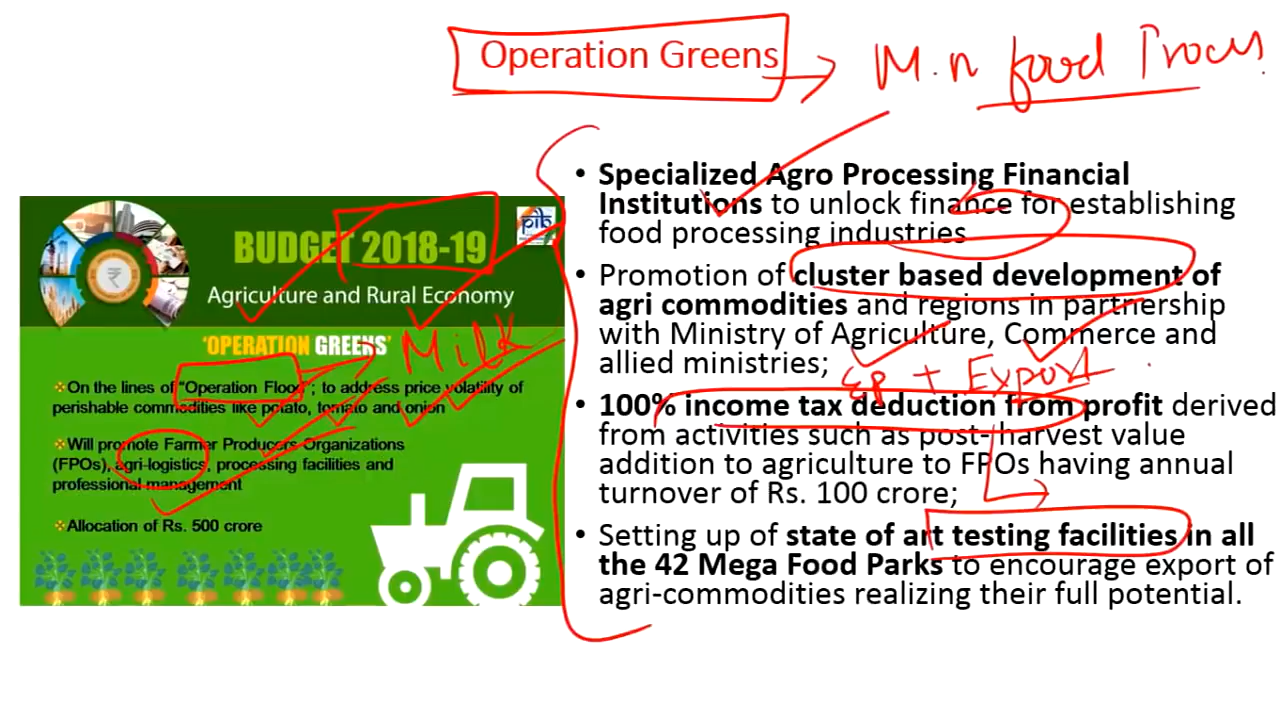 Operation Greens
M.n food Proces
• Specialized Agro Processing Financial
Institutions to unlock finance for establishing
food processing industries
• Promotion of cluster based development of
agri commodities and regions in partnership
with Ministry of Agriculture, Commerce and
allied ministries;
+ Export
• 100% income tax deduction from profit derived
from activities such as post- harvest value
addition to agriculture to FPOs having annual
turnover of Rs. 100 crore;
• Setting up of state of art testing facilities in all
the 42 Mega Food Parks to encourage export of
agri-commodities realizing their full potential.
pib
BUDGET 2018-19
Agriculture and Rural Economy
'OPERATION GREENS'
Milk
❖On the lines of "Operation Flood"; to address price volatility of
perishable commodities like potato, tomato and onion
❖Will promote Farmer Producers Organizations
(FPOs), agri-logistics, processing facilities and
professional management
❖Allocation of Rs. 500 crore
₹